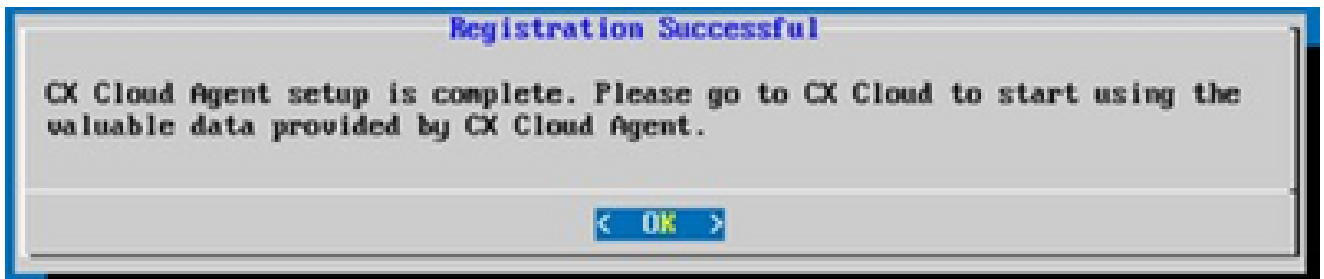 Registration Successful
CX Cloud Agent setup is complete. Please go to CX Cloud to start using the
valuable data provided by CX Cloud Agent.
< OK >